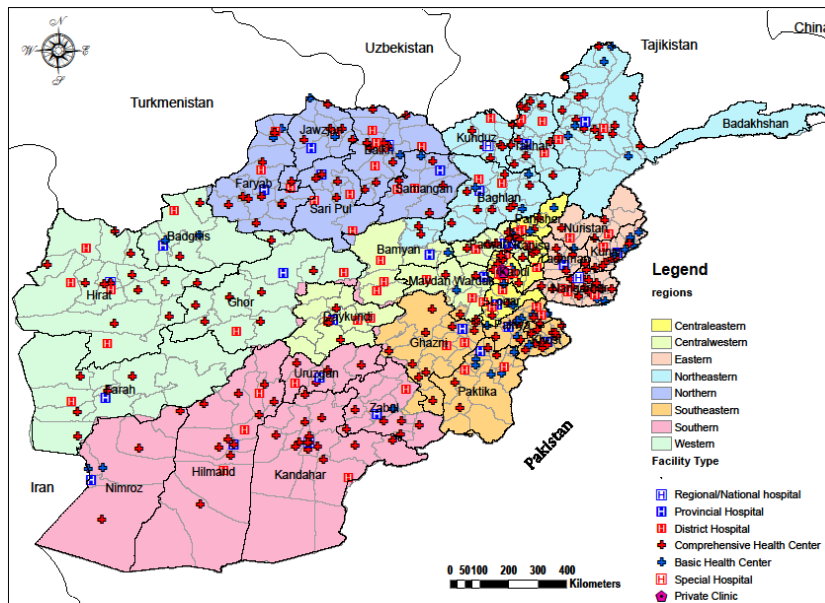 N
W E
S
China
Uzbekistan
Tajikistan
Turkmenistan
Badakhshan
Jawzjan
Kunduz
Balkh
Takhar
Faryab
Samangan
Baghlan
Sari Pul
Panjsher
Nuristan
Badghis
Bamyan
Parwan
Kapisa
Kunar
Laghman
Kabul
Maydan Wardak
Nangarhar
Hirat
Ghor
Logar
Daykundi
Paktya
Ghazni
Khost
Uruzgan
Farah
Paktika
Zabul
Pakistan
Hilmand
Kandahar
Iran
Nimroz
Legend
regions
Centraleastern
Centralwestern
Eastern
Northeastern
Northern
Southeastern
Southern
Western
Facility Type
Regional/National hospital
Provincial Hospital
District Hospital
Comprehensive Health Center
Basic Health Center
Special Hospital
Private Clinic
0 50 100 200 300 400
Kilometers